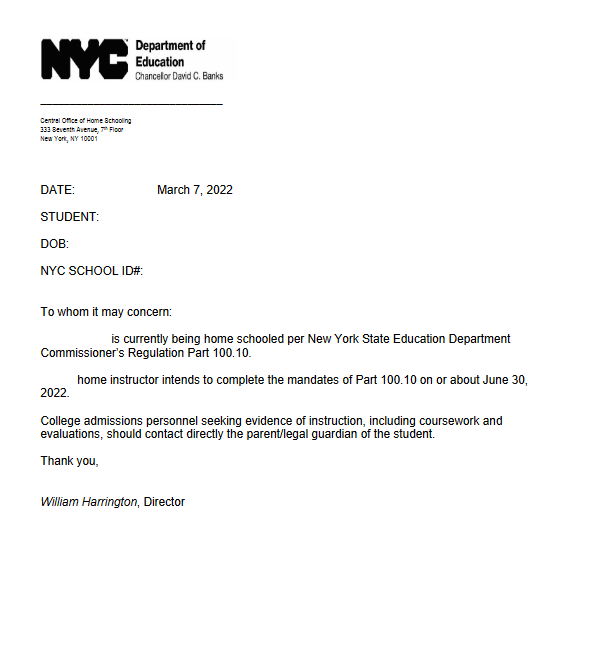 NYC Department of
Education
Chancellor David C. Banks
Central Office of Home Schooling
333 Seventh Avenue, 7th Floor
New York, NY 10001
DATE: March 7, 2022
STUDENT:
DOB:
NYC SCHOOL ID#:
To whom it may concern:
is currently being home schooled per New York State Education Department
Commissioner's Regulation Part 100.10.
home instructor intends to complete the mandates of Part 100.10 on or about June 30,
2022.
College admissions personnel seeking evidence of instruction, including coursework and
evaluations, should contact directly the parent/legal guardian of the student.
Thank you,
William Harrington, Director